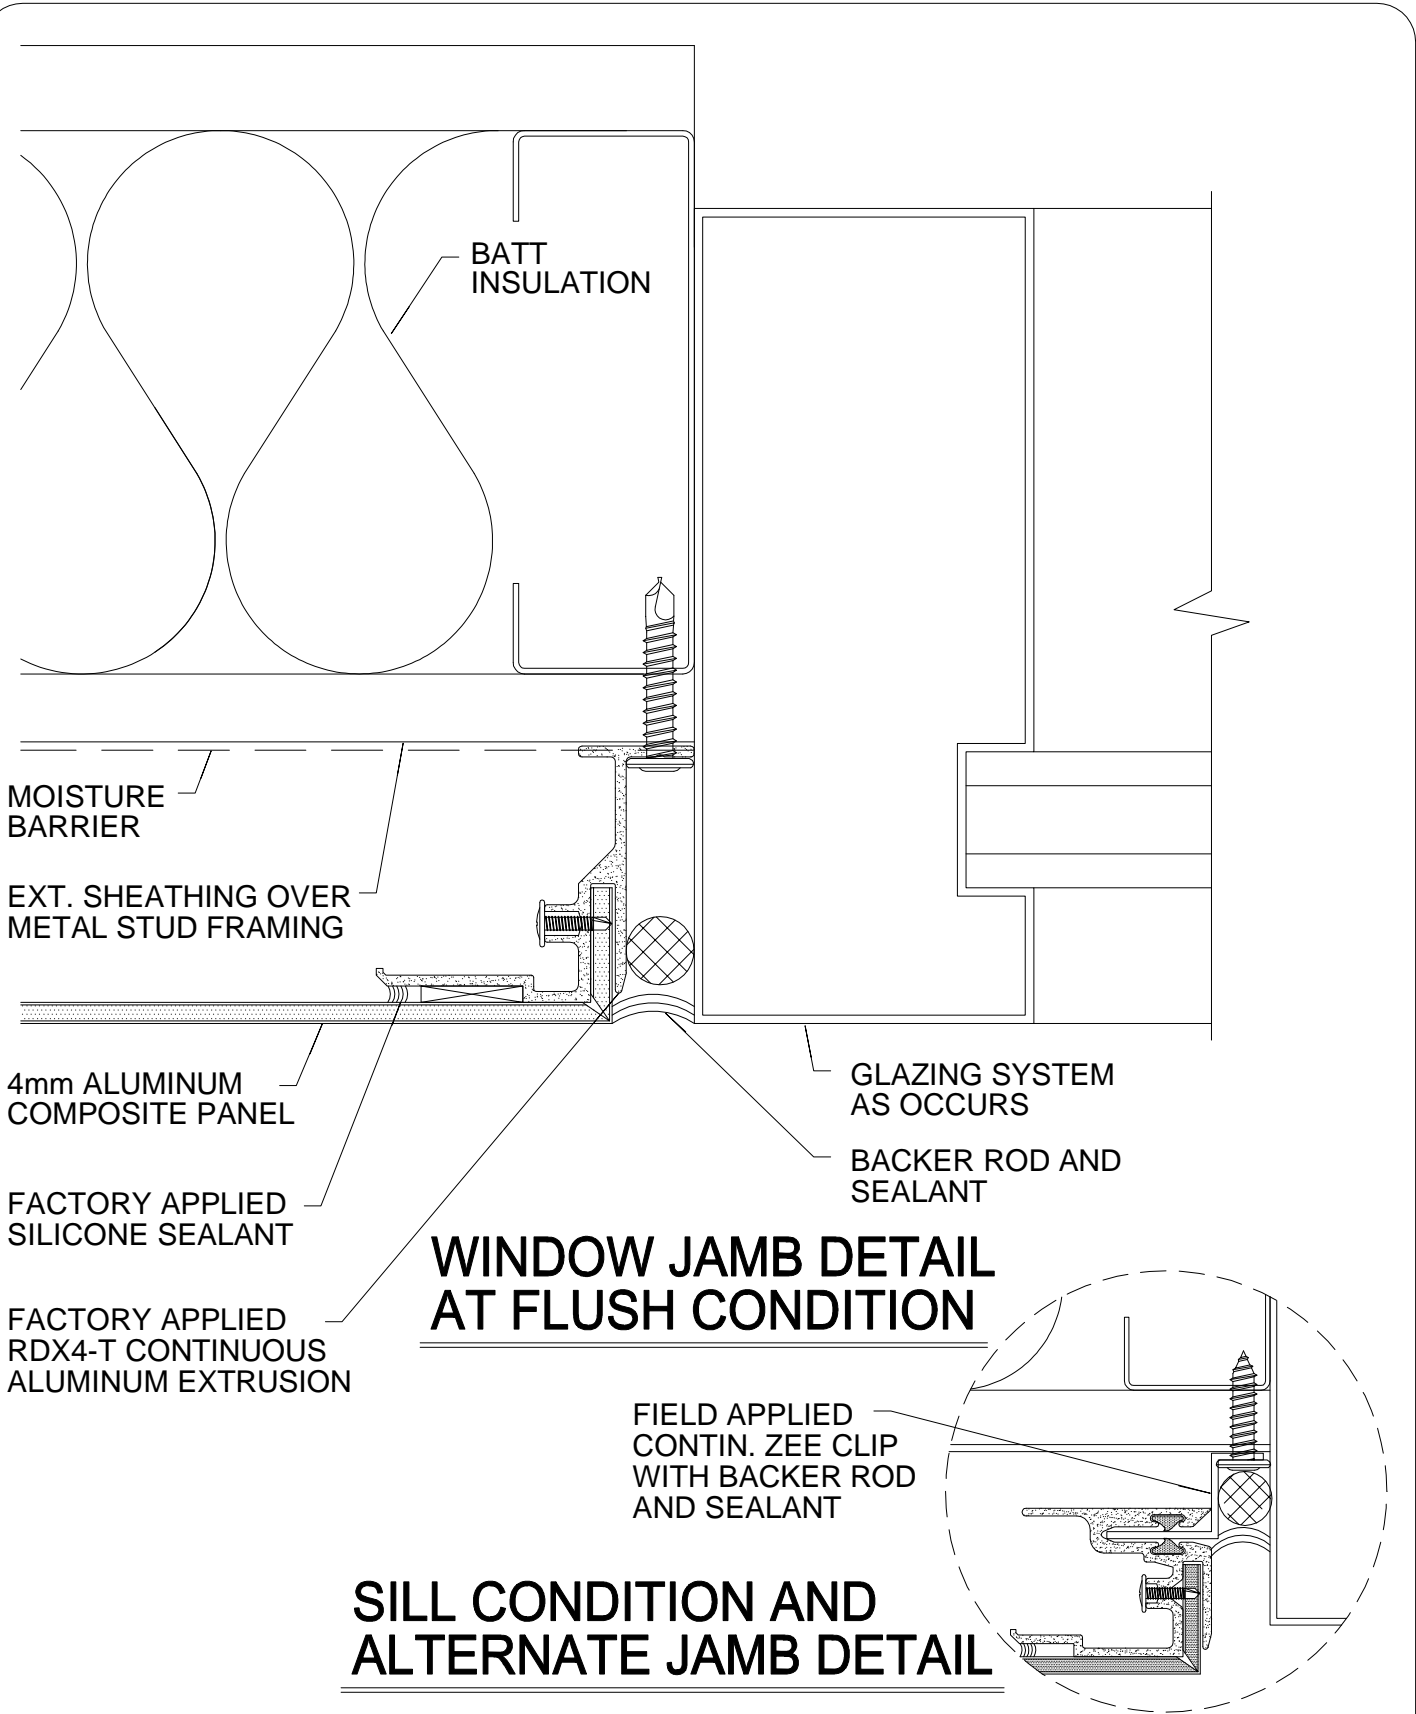 BATT
INSULATION
MOISTURE
BARRIER
EXT. SHEATHING OVER
METAL STUD FRAMING
4mm ALUMINUM
COMPOSITE PANEL
GLAZING SYSTEM
AS OCCURS
BACKER ROD AND
SEALANT
FACTORY APPLIED
SILICONE SEALANT
WINDOW JAMB DETAIL
AT FLUSH CONDITION
FACTORY APPLIED
RDX4-T CONTINUOUS
ALUMINUM EXTRUSION
FIELD APPLIED
CONTIN. ZEE CLIP
WITH BACKER ROD
AND SEALANT
SILL CONDITION AND
ALTERNATE JAMB DETAIL